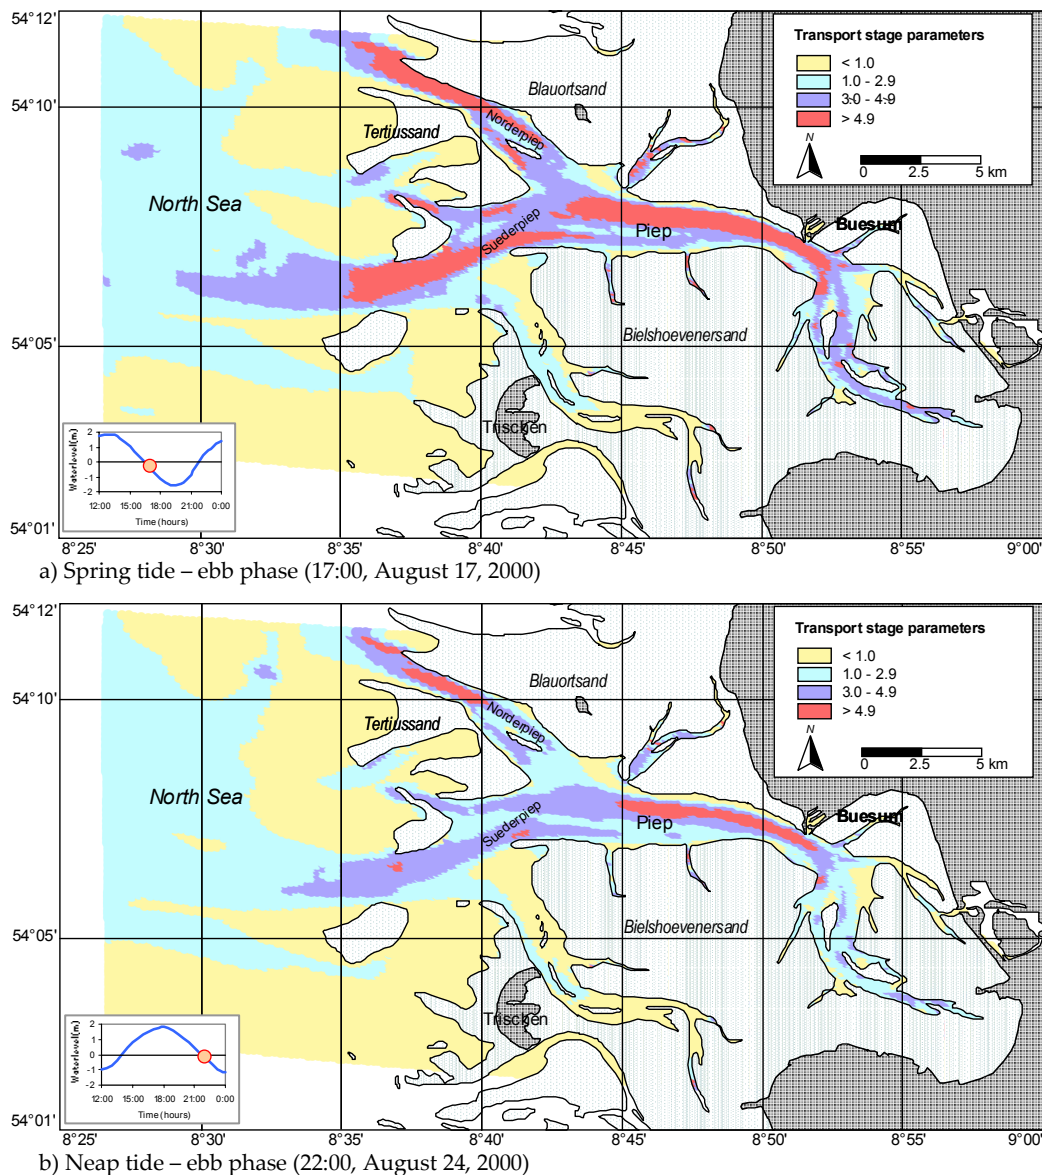 54°12'
Transport stage parameters
< 1.0
1.0 - 2.9
3.0 - 4.9
> 4.9
N
0 2.5 5 km
54°10'
Blauortsand
Norderpiep
Tertiussand
North Sea
Suederpiep
Piep
Buesum
54°05'
Bielshoevenersand
Trischen
Waterlevel (m)
2
1
0
-1
-2
12:00 15:00 18:00 21:00 0:00
Time (hours)
54°01'
8°25' 8°30' 8°35' 8°40' 8°45' 8°50' 8°55' 9°00'
a) Spring tide – ebb phase (17:00, August 17, 2000)
54°12'
Transport stage parameters
< 1.0
1.0 - 2.9
3.0 - 4.9
> 4.9
N
0 2.5 5 km
54°10'
Blauortsand
Norderpiep
Tertiussand
North Sea
Suederpiep
Piep
Buesum
54°05'
Bielshoevenersand
Trischen
Waterlevel (m)
2
1
0
-1
-2
12:00 15:00 18:00 21:00 0:00
Time (hours)
54°01'
8°25' 8°30' 8°35' 8°40' 8°45' 8°50' 8°55' 9°00'
b) Neap tide – ebb phase (22:00, August 24, 2000)